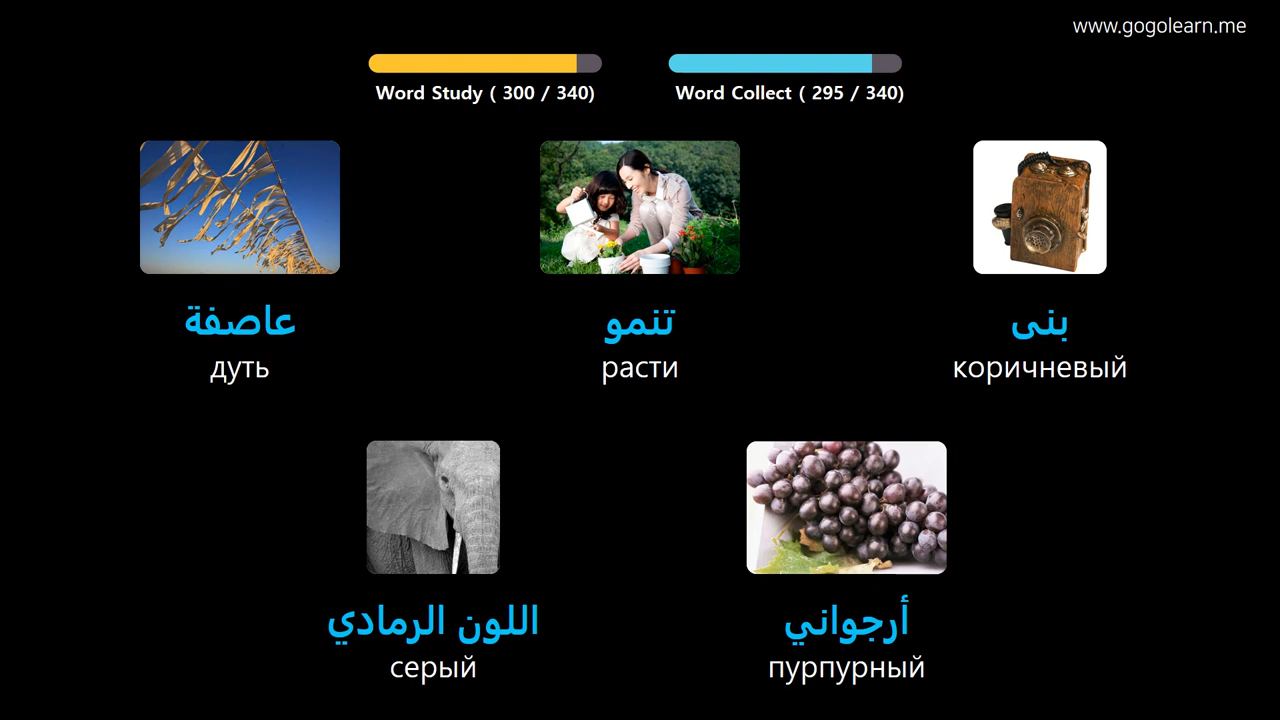 www.gogolearn.me
Word Study ( 300 / 340)
Word Collect ( 295 / 340)
عاصفة
дуть
تنمو
расти
بنى
коричневый
اللون الرمادي
серый
أرجواني
пурпурный